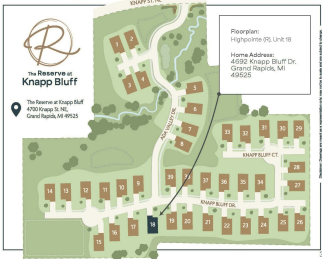 KNAPP ST. NE
R
The Reserve at
Knapp Bluff
The Reserve at Knapp Bluff
4700 Knapp St. NE,
Grand Rapids, MI 49525
Floorplan:
Highpointe (R), Unit 18
Home Address:
4692 Knapp Bluff Dr.
Grand Rapids, MI
49525
1
2
3
4
5
6
7
8
33
32
31
30
29
KNAPP BLUFF CT.
28
27
26
14
13
12
11
10
9
39
38
37
36
35
34
KNAPP BLUFF DR.
15
16
17
18
19
20
21
22
23
24
25